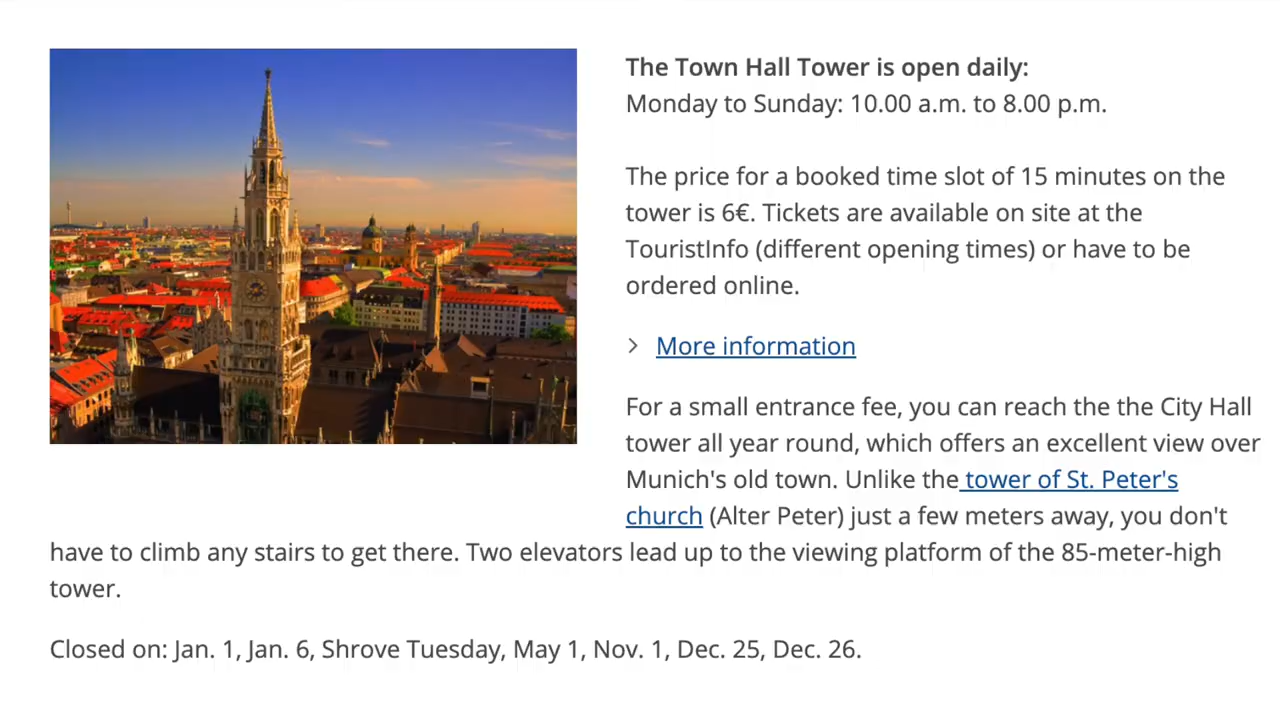 The Town Hall Tower is open daily:
Monday to Sunday: 10.00 a.m. to 8.00 p.m.
The price for a booked time slot of 15 minutes on the
tower is 6€. Tickets are available on site at the
TouristInfo (different opening times) or have to be
ordered online.
More information
For a small entrance fee, you can reach the the City Hall
tower all year round, which offers an excellent view over
Munich's old town. Unlike the tower of St. Peter's
church (Alter Peter) just a few meters away, you don't
have to climb any stairs to get there. Two elevators lead up to the viewing platform of the 85-meter-high
tower.
Closed on: Jan. 1, Jan. 6, Shrove Tuesday, May 1, Nov. 1, Dec. 25, Dec. 26.